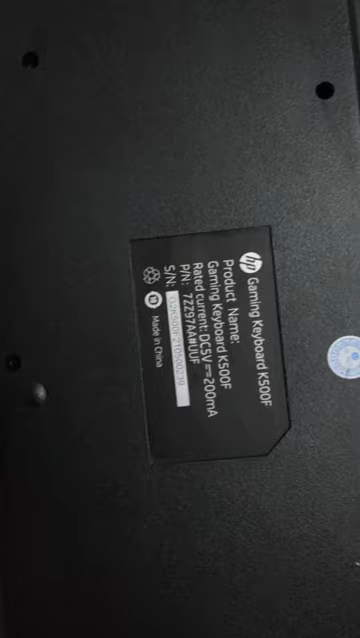 hp Gaming Keyboard K500F
Product Name:
Gaming Keyboard K500F
Rated current: DC5V⎓200mA
P/N: 7ZZ97AA#UUF
S/N:
Made in China